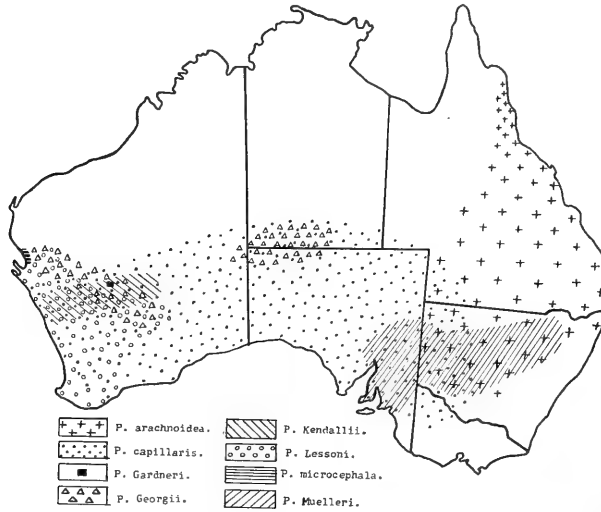 P. arachnoidea.
P. capillaris.
P. Gardneri.
P. Georgii.
P. Kendallii.
P. Lessoni.
P. microcephala.
P. Muelleri.